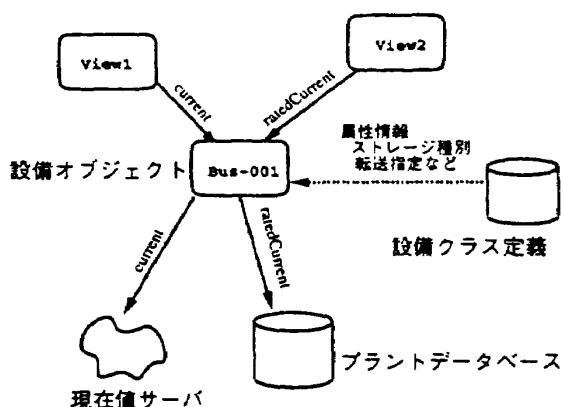 View1
View2
current
ratedCurrent
属性情報
ストレージ種別
転送指定など
設備オブジェクト
Bus-001
設備クラス定義
current
ratedCurrent
プラントデータベース
現在値サーバ